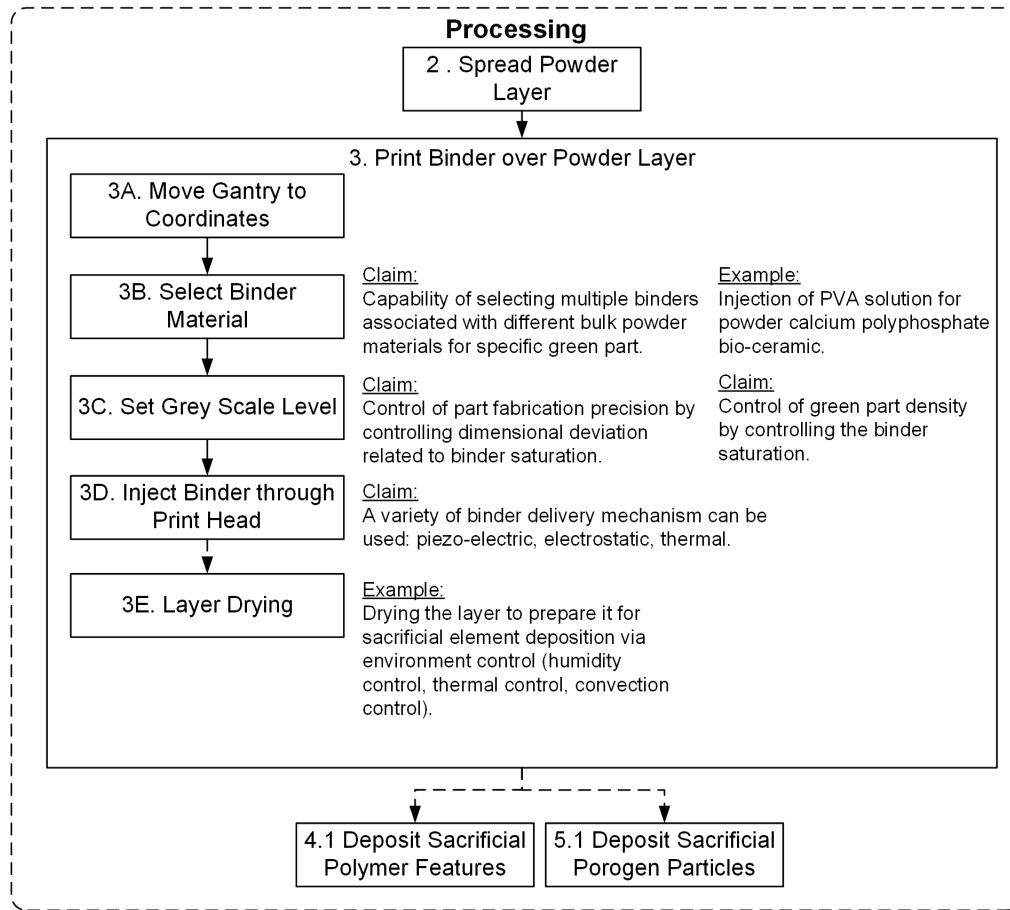 Processing
2 . Spread Powder
Layer
3. Print Binder over Powder Layer
3A. Move Gantry to
Coordinates
3B. Select Binder
Material
Claim:
Capability of selecting multiple binders
associated with different bulk powder
materials for specific green part.
Example:
Injection of PVA solution for
powder calcium polyphosphate
bio-ceramic.
3C. Set Grey Scale Level
Claim:
Control of part fabrication precision by
controlling dimensional deviation
related to binder saturation.
Claim:
Control of green part density
by controlling the binder
saturation.
3D. Inject Binder through
Print Head
Claim:
A variety of binder delivery mechanism can be
used: piezo-electric, electrostatic, thermal.
3E. Layer Drying
Example:
Drying the layer to prepare it for
sacrificial element deposition via
environment control (humidity
control, thermal control, convection
control).
4.1 Deposit Sacrificial
Polymer Features
5.1 Deposit Sacrificial
Porogen Particles